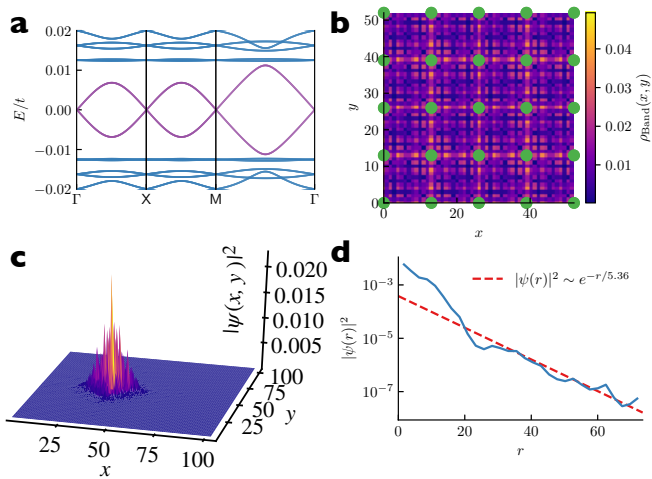 a
0.02
0.01
0.00
−0.01
−0.02
E/t
Γ
X
M
Γ
b
50
40
30
20
10
0
y
0
20
40
x
0.04
0.03
0.02
0.01
ρBand(x, y)
c
0.020
0.015
0.010
0.005
|ψ(x, y)|²
100
75
50
25
y
25
50
75
100
x
d
|ψ(r)|² ∼ e^{-r/5.36}
10⁻³
10⁻⁵
10⁻⁷
|ψ(r)|²
0
20
40
60
r